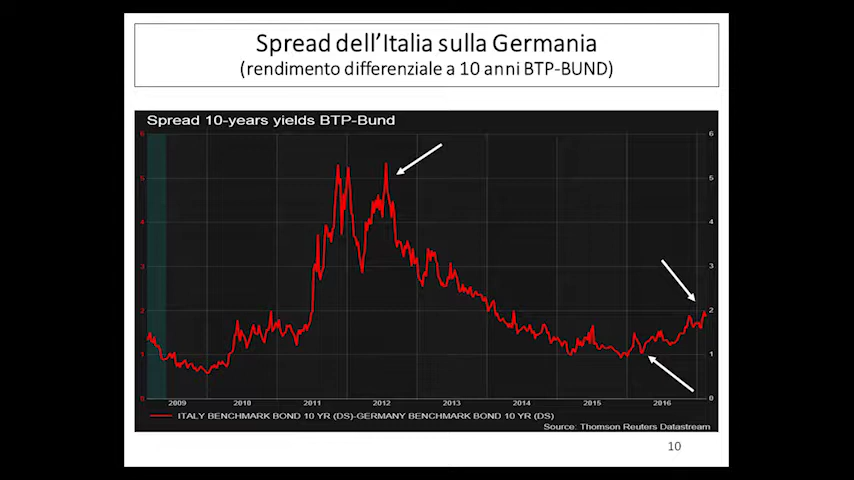 Spread dell'Italia sulla Germania
(rendimento differenziale a 10 anni BTP-BUND)
Spread 10-years yields BTP-Bund
6 6
5 5
4 4
3 3
2 2
1 1
0 0
2009 2010 2011 2012 2013 2014 2015 2016
ITALY BENCHMARK BOND 10 YR (DS)-GERMANY BENCHMARK BOND 10 YR (DS)
Source: Thomson Reuters Datastream
10